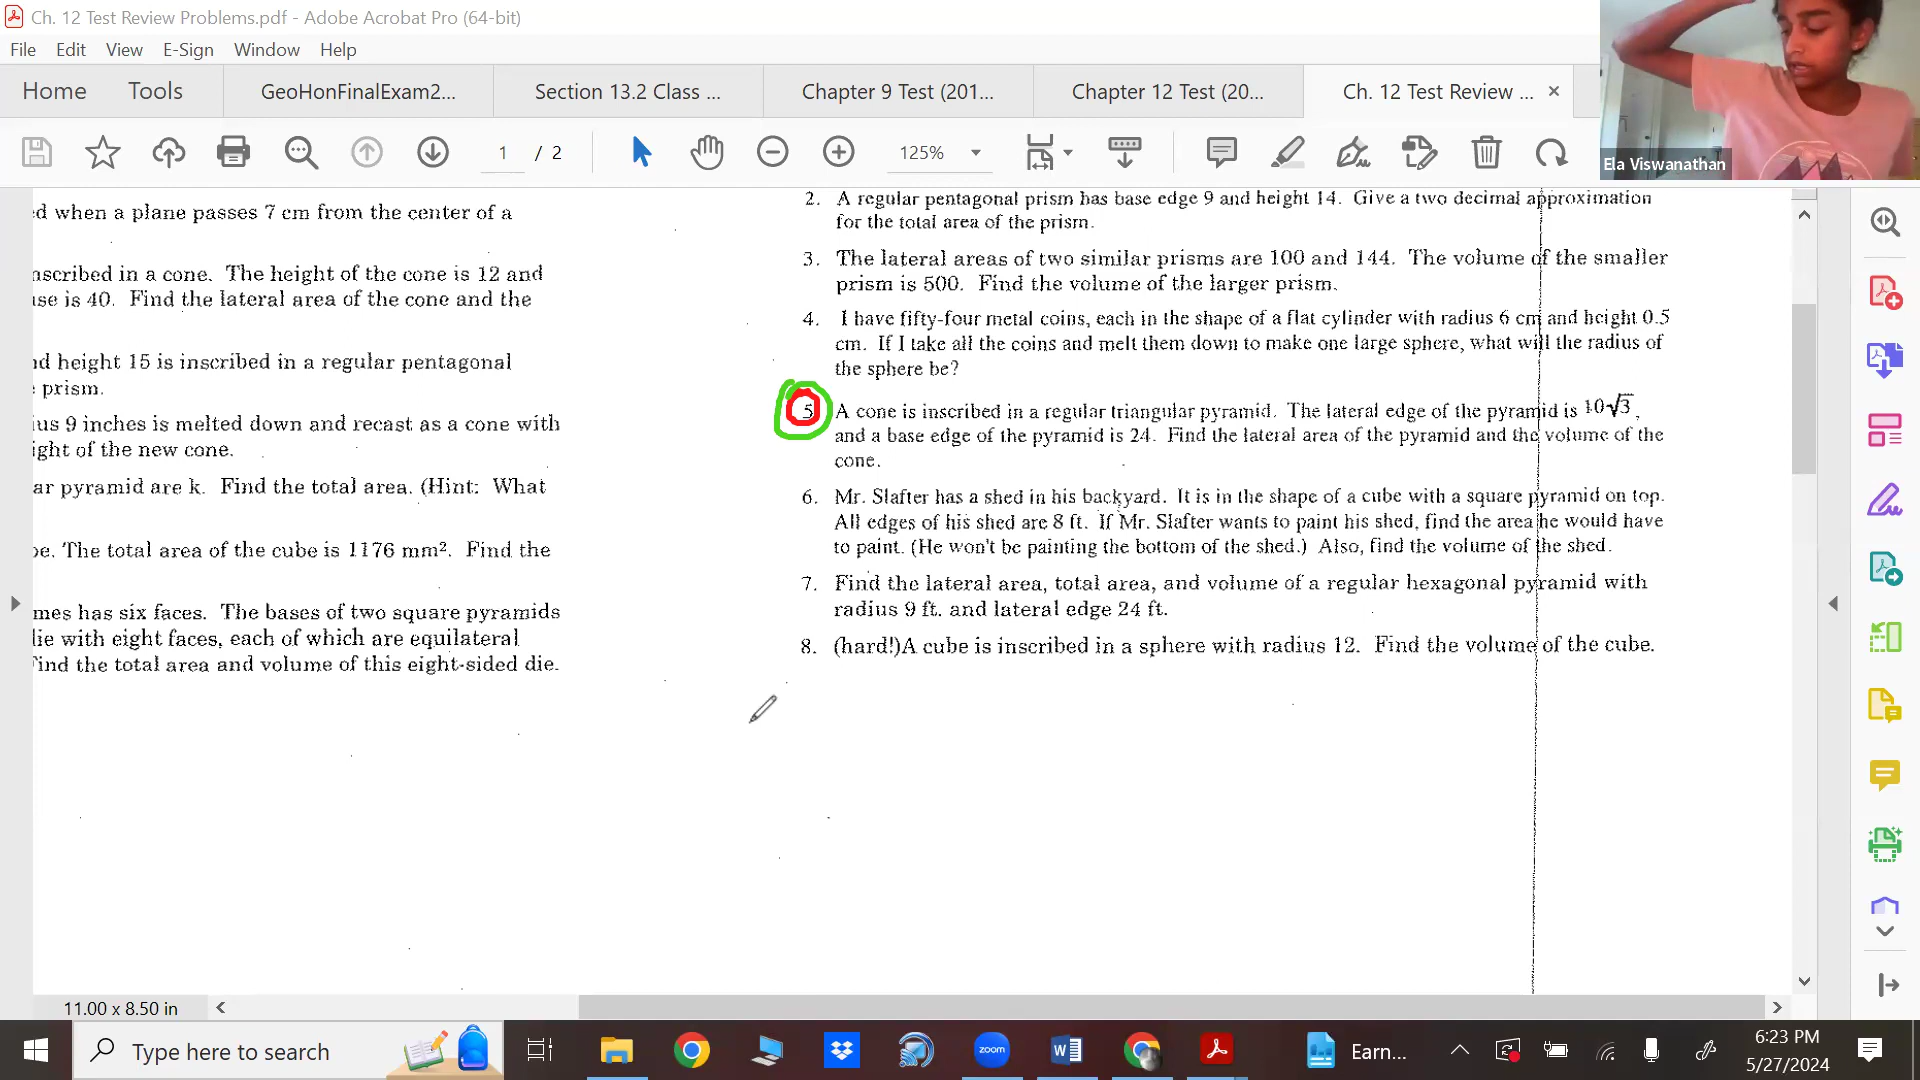 Ch. 12 Test Review Problems.pdf - Adobe Acrobat Pro (64-bit)
File Edit View E-Sign Window Help
Home Tools GeoHonFinalExam2... Section 13.2 Class ... Chapter 9 Test (201... Chapter 12 Test (20... Ch. 12 Test Review ... ×
1 / 2 125%
Ela Viswanathan
ed when a plane passes 7 cm from the center of a
nscribed in a cone. The height of the cone is 12 and
ise is 40. Find the lateral area of the cone and the
nd height 15 is inscribed in a regular pentagonal
prism.
ius 9 inches is melted down and recast as a cone with
ight of the new cone.
ar pyramid are k. Find the total area. (Hint: What
be. The total area of the cube is 1176 mm². Find the
mes has six faces. The bases of two square pyramids
lie with eight faces, each of which are equilateral
Find the total area and volume of this eight-sided die.
2. A regular pentagonal prism has base edge 9 and height 14. Give a two decimal approximation
for the total area of the prism.
3. The lateral areas of two similar prisms are 100 and 144. The volume of the smaller
prism is 500. Find the volume of the larger prism.
4. I have fifty-four metal coins, each in the shape of a flat cylinder with radius 6 cm and height 0.5
cm. If I take all the coins and melt them down to make one large sphere, what will the radius of
the sphere be?
5. A cone is inscribed in a regular triangular pyramid. The lateral edge of the pyramid is 10√3,
and a base edge of the pyramid is 24. Find the lateral area of the pyramid and the volume of the
cone.
6. Mr. Slafter has a shed in his backyard. It is in the shape of a cube with a square pyramid on top.
All edges of his shed are 8 ft. If Mr. Slafter wants to paint his shed, find the area he would have
to paint. (He won't be painting the bottom of the shed.) Also, find the volume of the shed.
7. Find the lateral area, total area, and volume of a regular hexagonal pyramid with
radius 9 ft. and lateral edge 24 ft.
8. (hard!)A cube is inscribed in a sphere with radius 12. Find the volume of the cube.
11.00 x 8.50 in
Type here to search
zoom
Earn...
6:23 PM
5/27/2024